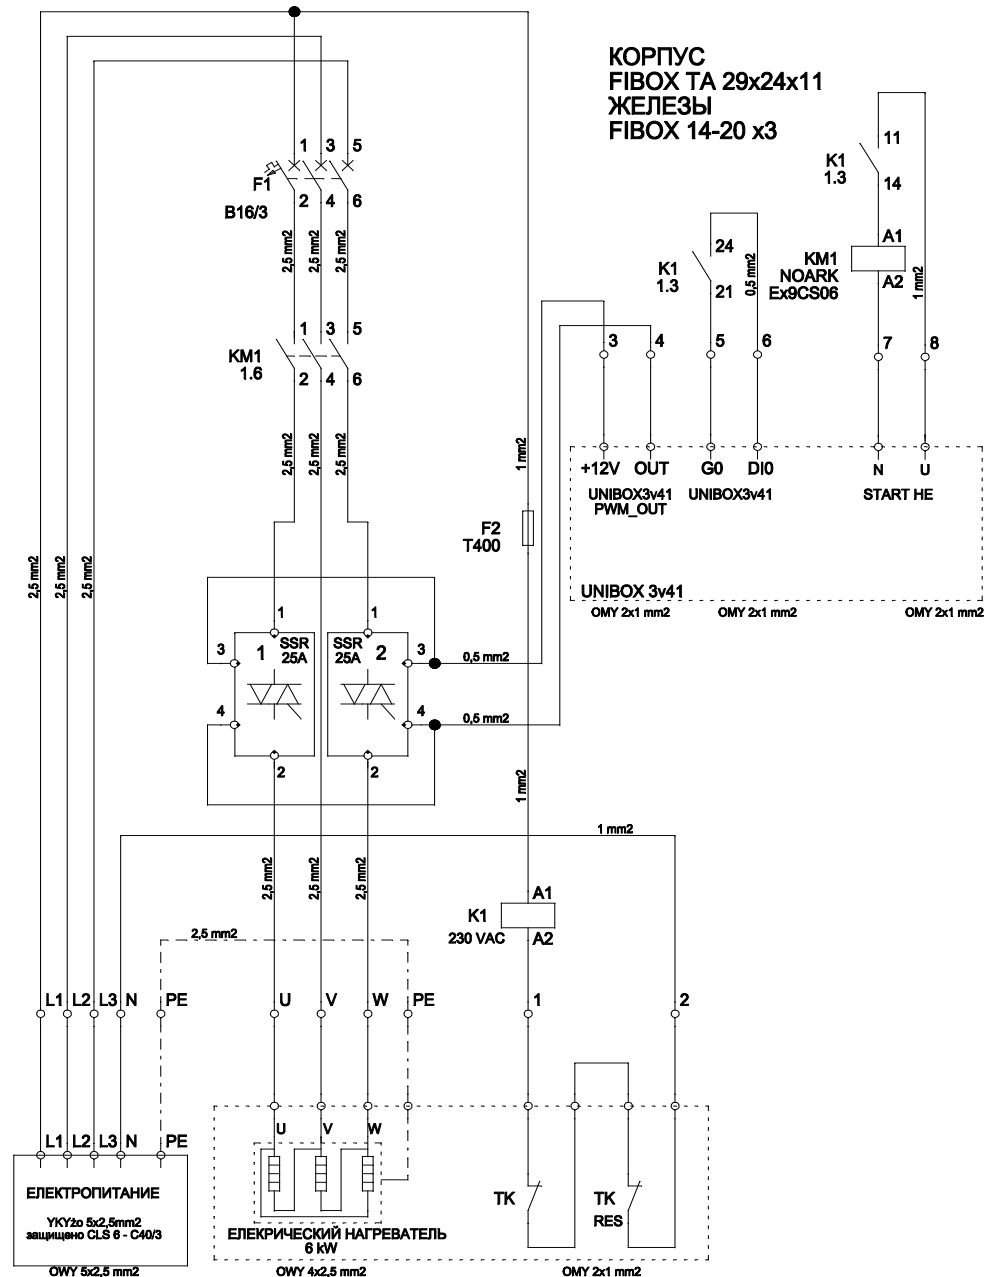 КОРПУС
FIBOX TA 29x24x11
ЖЕЛЕЗЫ
FIBOX 14-20 x3
1 3 5
F1
B16/3
2 4 6
2,5 mm2
2,5 mm2
2,5 mm2
1 3 5
KM1
1.6
2 4 6
2,5 mm2
2,5 mm2
2,5 mm2
K1
1.3
11
14
A1
KM1
NOARK
Ex9CS06
A2
1 mm2
7 8
K1
1.3
24
21
0,5 mm2
3 4 5 6
+12V OUT G0 DI0 N U
UNIBOX3v41
PWM_OUT
UNIBOX3v41
START HE
UNIBOX 3v41
OMY 2x1 mm2
OMY 2x1 mm2
OMY 2x1 mm2
1 mm2
F2
T400
2,5 mm2
2,5 mm2
2,5 mm2
1 1
3 1 SSR
25A
SSR
25A
2 3
4 4
2 2
0,5 mm2
0,5 mm2
1 mm2
1 mm2
2,5 mm2
2,5 mm2
2,5 mm2
K1
230 VAC
A1
A2
2,5 mm2
L1 L2 L3 N PE U V W PE 1 2
L1 L2 L3 N PE
U V W
ЕЛЕКТРОПИТАНИЕ
YKYżo 5x2,5mm2
защищено CLS 6 - C40/3
OWY 5x2,5 mm2
ЕЛЕКРИЧЕСКИЙ НАГРЕВАТЕЛЬ
6 kW
OWY 4x2,5 mm2
TK
TK
RES
OMY 2x1 mm2